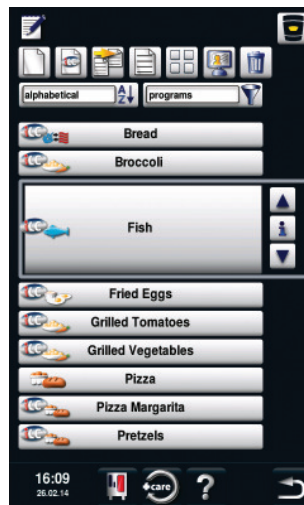 alphabetical AZ programs
Bread
Broccoli
Fish
i
Fried Eggs
Grilled Tomatoes
Grilled Vegetables
Pizza
Pizza Margarita
Pretzels
16:09 care ?
26.02.14